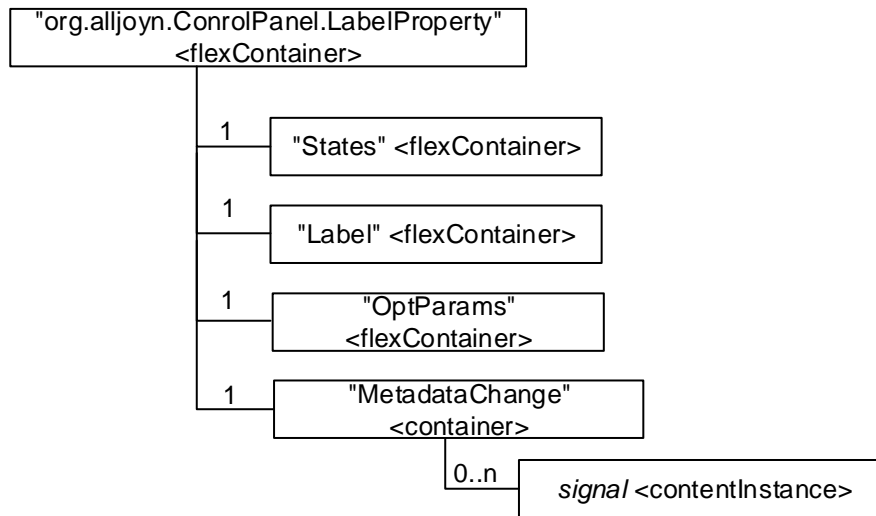 "org.alljoyn.ConrolPanel.LabelProperty"
<flexContainer>
1
"States" <flexContainer>
1
"Label" <flexContainer>
1
"OptParams"
<flexContainer>
1
"MetadataChange"
<container>
0..n
signal <contentInstance>